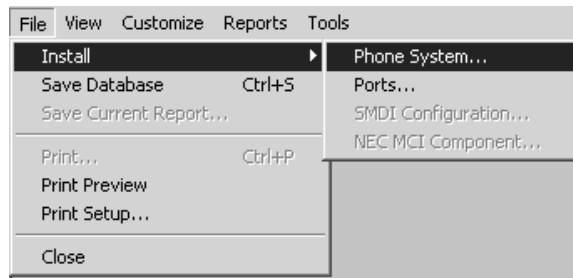 File View Customize Reports Tools
Install
Save Database Ctrl+S
Save Current Report...
Print... Ctrl+P
Print Preview
Print Setup...
Close
Phone System...
Ports...
SMDI Configuration...
NEC MCI Component...